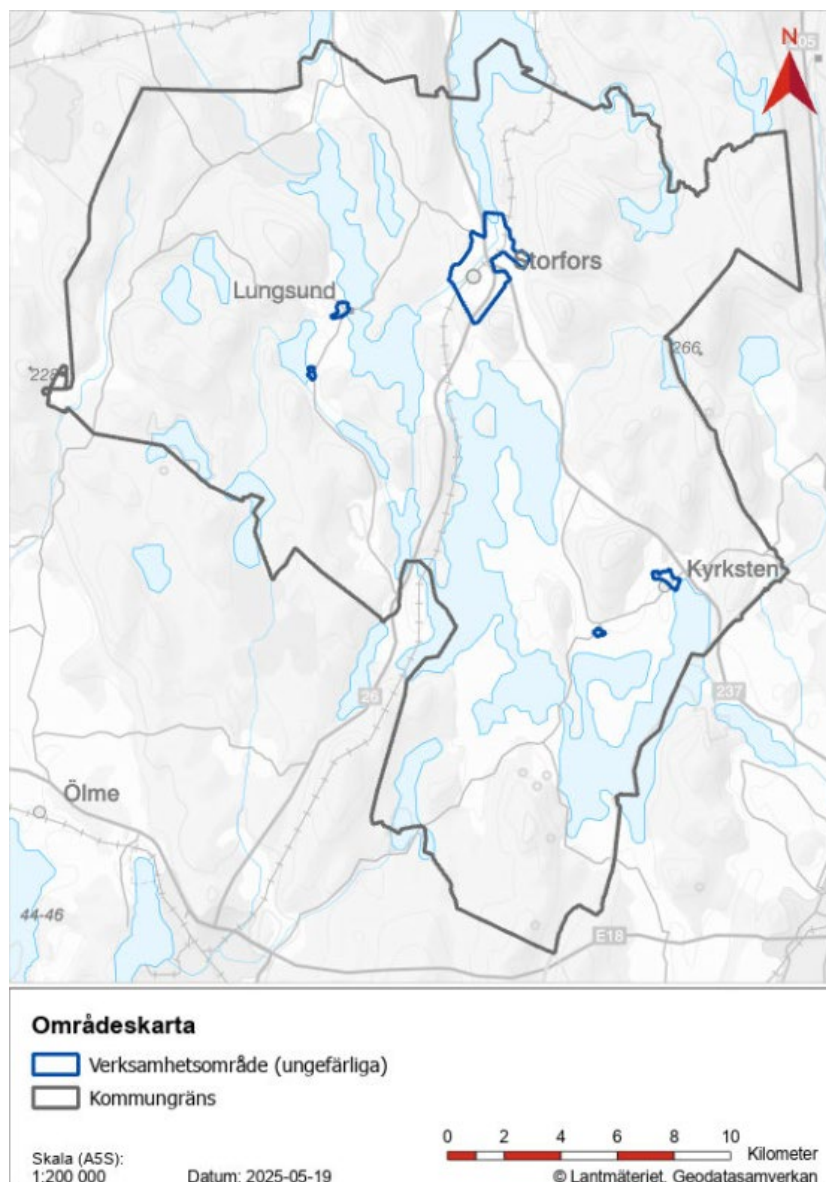 N
05
Storfors
Lungsund
266
228
Kyrksten
26
237
Ölme
44-46
E18
Områdeskarta
Verksamhetsområde (ungefärliga)
Kommungräns
0 2 4 6 8 10
Kilometer
Skala (A5S):
1:200 000
Datum: 2025-05-19
© Lantmäteriet, Geodatasamverkan